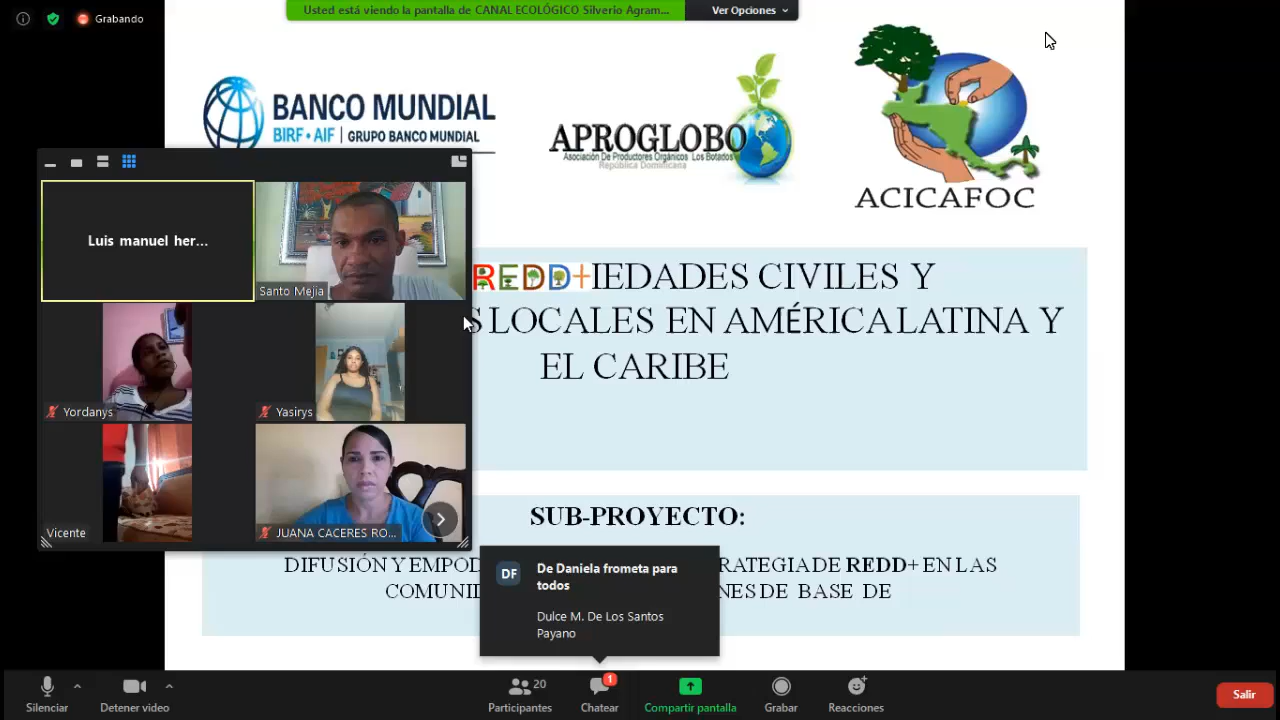 Grabando
Usted está viendo la pantalla de CANAL ECOLÓGICO Silverio Agram...
Ver Opciones
BANCO MUNDIAL
BIRF • AIF | GRUPO BANCO MUNDIAL
APROGLOBO
Asociación De Productores Orgánicos Los Botados
República Dominicana
ACICAFOC
REDD+IEDADES CIVILES Y
S LOCALES EN AMÉRICA LATINA Y
EL CARIBE
Luis manuel her...
Santo Mejia
Yordanys
Yasirys
Vicente
JUANA CACERES RO...
SUB-PROYECTO:
DIFUSIÓN Y EMPOD RATEGIA DE REDD+ EN LAS
COMUNI NES DE BASE DE
DF
De Daniela frometa para
todos
Dulce M. De Los Santos
Payano
Silenciar
Detener video
20
Participantes
1
Chatear
Compartir pantalla
Grabar
Reacciones
Salir